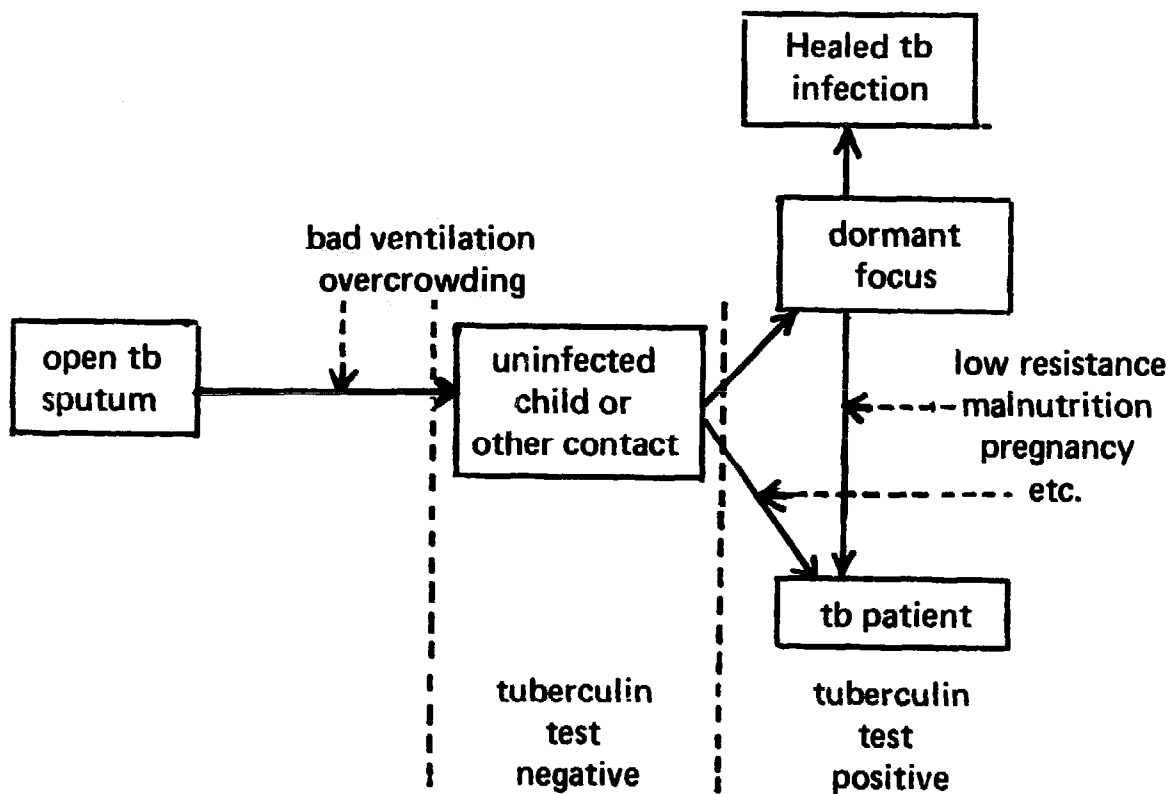 Healed tb
infection
dormant
focus
bad ventilation
overcrowding
open tb
sputum
uninfected
child or
other contact
low resistance
malnutrition
pregnancy
etc.
tb patient
tuberculin
test
negative
tuberculin
test
positive